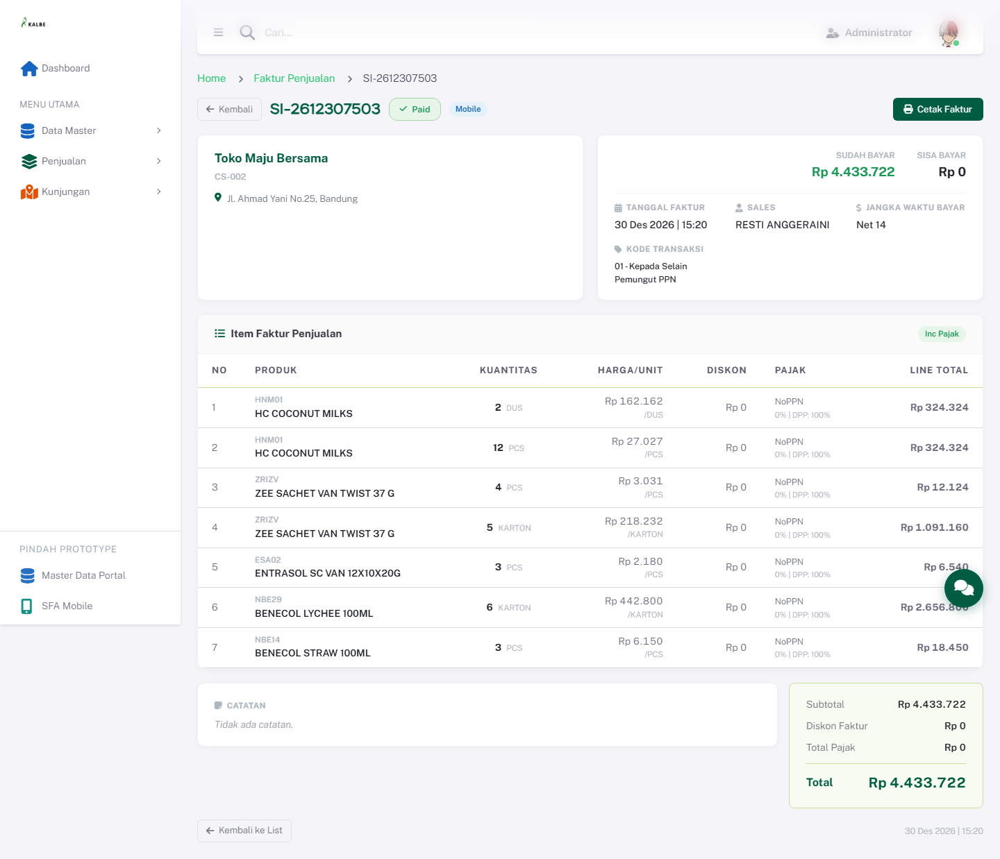 KALBE
Dashboard
MENU UTAMA
Data Master
Penjualan
Kunjungan
PINDAH PROTOTYPE
Master Data Portal
SFA Mobile
Cari...
Administrator
Home > Faktur Penjualan > SI-2612307503
Kembali
SI-2612307503
Paid
Mobile
Cetak Faktur
Toko Maju Bersama
CS-002
Jl. Ahmad Yani No.25, Bandung
SUDAH BAYAR SISA BAYAR
Rp 4.433.722 Rp 0
TANGGAL FAKTUR SALES JANGKA WAKTU BAYAR
30 Des 2026 | 15:20 RESTI ANGGERAINI Net 14
KODE TRANSAKSI
01 - Kepada Selain
Pemungut PPN
Item Faktur Penjualan Inc Pajak
NO PRODUK KUANTITAS HARGA/UNIT DISKON PAJAK LINE TOTAL
1 HNM01 HC COCONUT MILKS 2 DUS Rp 162.162 /DUS Rp 0 NoPPN 0% | DPP: 100% Rp 324.324
2 HNM01 HC COCONUT MILKS 12 PCS Rp 27.027 /PCS Rp 0 NoPPN 0% | DPP: 100% Rp 324.324
3 ZRIZV ZEE SACHET VAN TWIST 37 G 4 PCS Rp 3.031 /PCS Rp 0 NoPPN 0% | DPP: 100% Rp 12.124
4 ZRIZV ZEE SACHET VAN TWIST 37 G 5 KARTON Rp 218.232 /KARTON Rp 0 NoPPN 0% | DPP: 100% Rp 1.091.160
5 ESA02 ENTRASOL SC VAN 12X10X20G 3 PCS Rp 2.180 /PCS Rp 0 NoPPN 0% | DPP: 100% Rp 6.540
6 NBE29 BENECOL LYCHEE 100ML 6 KARTON Rp 442.800 /KARTON Rp 0 NoPPN 0% | DPP: 100% Rp 2.656.800
7 NBE14 BENECOL STRAW 100ML 3 PCS Rp 6.150 /PCS Rp 0 NoPPN 0% | DPP: 100% Rp 18.450
CATATAN
Tidak ada catatan.
Subtotal Rp 4.433.722
Diskon Faktur Rp 0
Total Pajak Rp 0
Total Rp 4.433.722
Kembali ke List
30 Des 2026 | 15:20